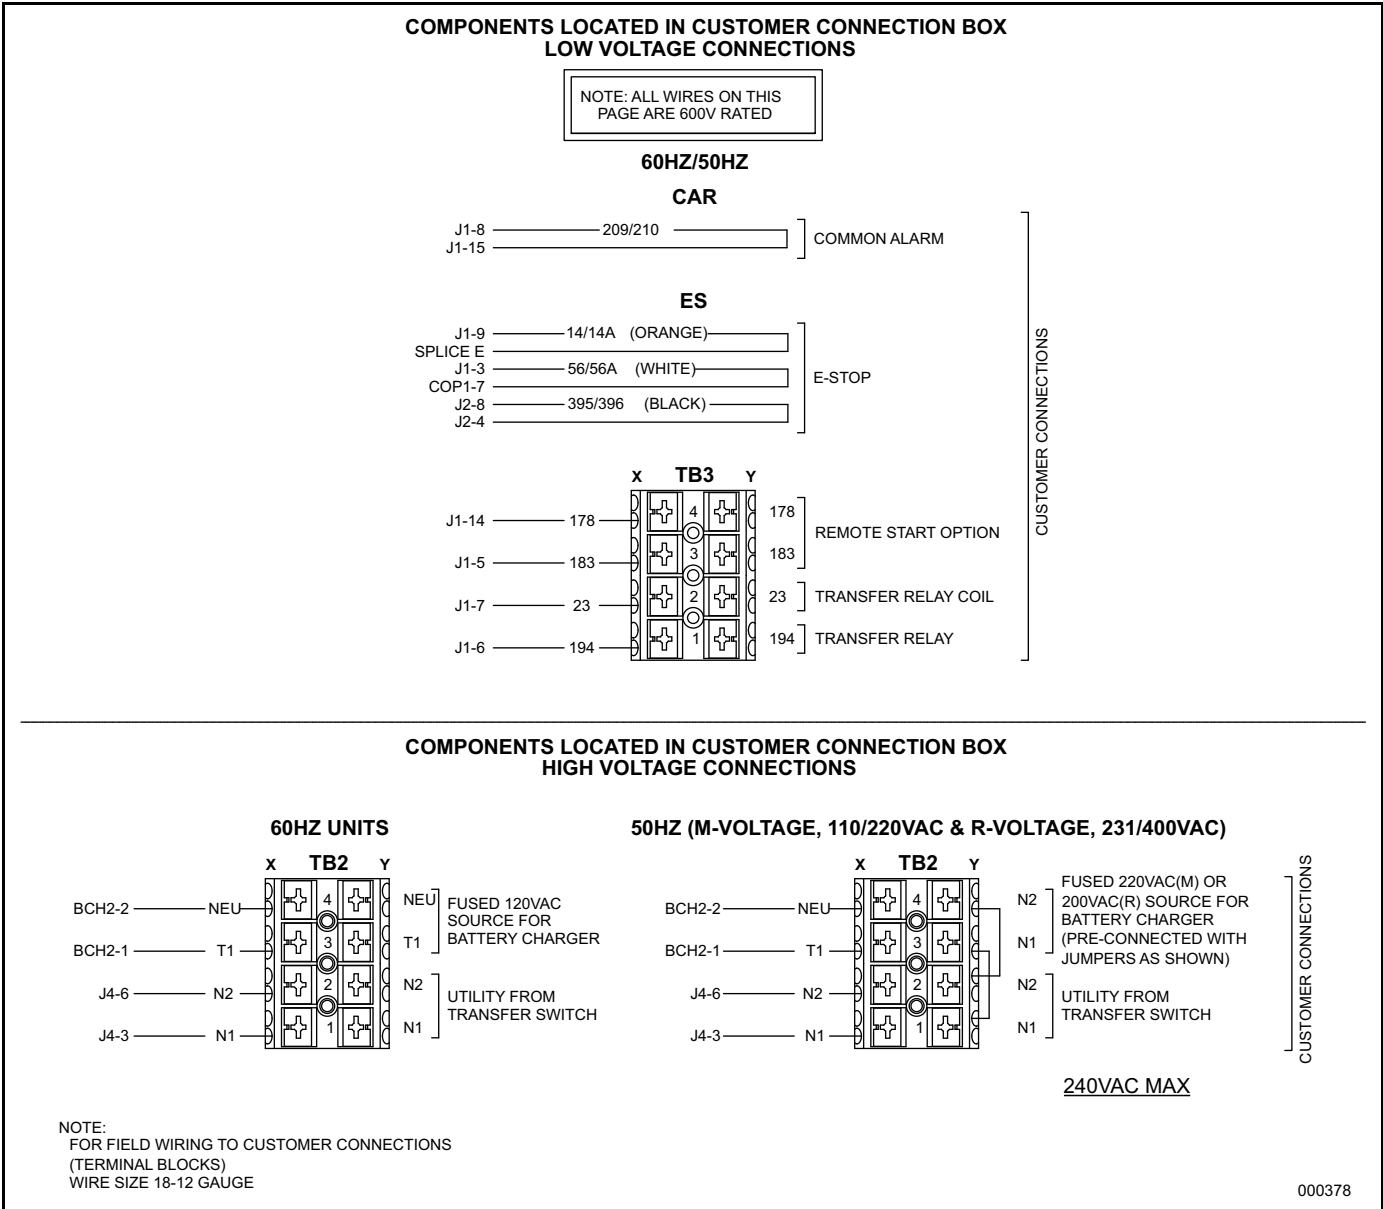 COMPONENTS LOCATED IN CUSTOMER CONNECTION BOX
LOW VOLTAGE CONNECTIONS
NOTE: ALL WIRES ON THIS
PAGE ARE 600V RATED
60HZ/50HZ
CAR
J1-8 209/210
J1-15
COMMON ALARM
ES
J1-9 14/14A (ORANGE)
SPLICE E
J1-3 56/56A (WHITE)
COP1-7
J2-8 395/396 (BLACK)
J2-4
E-STOP
X TB3 Y
J1-14 178 4 178
J1-5 183 3 183
REMOTE START OPTION
J1-7 23 2 23 TRANSFER RELAY COIL
J1-6 194 1 194 TRANSFER RELAY
CUSTOMER CONNECTIONS
COMPONENTS LOCATED IN CUSTOMER CONNECTION BOX
HIGH VOLTAGE CONNECTIONS
60HZ UNITS
X TB2 Y
BCH2-2 NEU 4 NEU
BCH2-1 T1 3 T1
FUSED 120VAC
SOURCE FOR
BATTERY CHARGER
J4-6 N2 2 N2
J4-3 N1 1 N1
UTILITY FROM
TRANSFER SWITCH
50HZ (M-VOLTAGE, 110/220VAC & R-VOLTAGE, 231/400VAC)
X TB2 Y
BCH2-2 NEU 4 N2
BCH2-1 T1 3 N1
FUSED 220VAC(M) OR
200VAC(R) SOURCE FOR
BATTERY CHARGER
(PRE-CONNECTED WITH
JUMPERS AS SHOWN)
J4-6 N2 2 N2
J4-3 N1 1 N1
UTILITY FROM
TRANSFER SWITCH
CUSTOMER CONNECTIONS
240VAC MAX
NOTE:
FOR FIELD WIRING TO CUSTOMER CONNECTIONS
(TERMINAL BLOCKS)
WIRE SIZE 18-12 GAUGE
000378